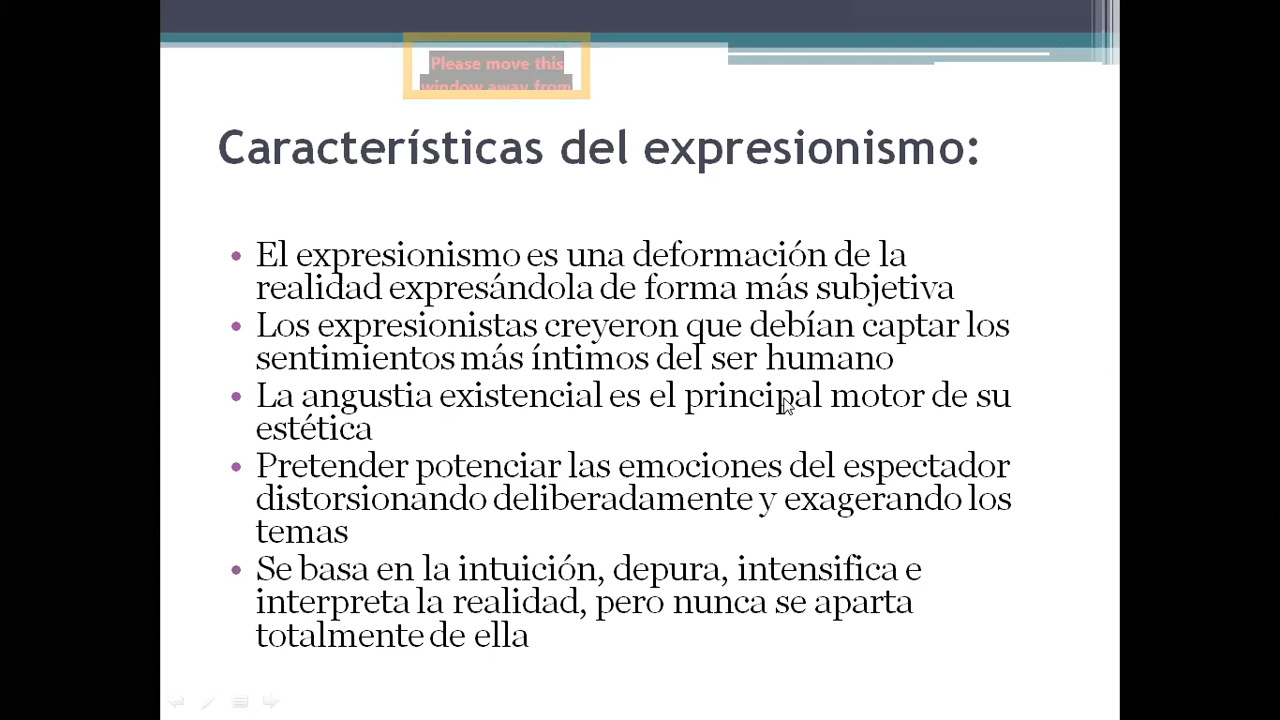 Please move this
window away from
Características del expresionismo:
• El expresionismo es una deformación de la
realidad expresándola de forma más subjetiva
• Los expresionistas creyeron que debían captar los
sentimientos más íntimos del ser humano
• La angustia existencial es el principal motor de su
estética
• Pretender potenciar las emociones del espectador
distorsionando deliberadamente y exagerando los
temas
• Se basa en la intuición, depura, intensifica e
interpreta la realidad, pero nunca se aparta
totalmente de ella